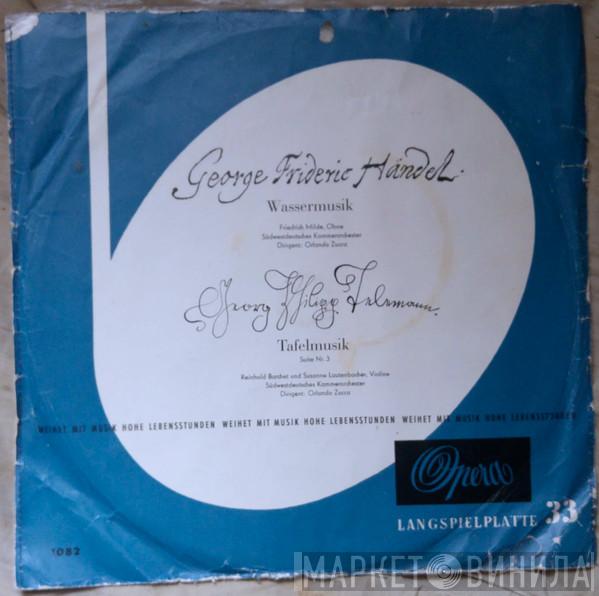 George Frideric Händel.
Wassermusik
Friedrich Milde, Oboe
Südwestdeutsches Kammerorchester
Dirigent: Orlando Zucca
Georg Philipp Telemann.
Tafelmusik
Suite Nr. 3
Reinhold Barchet und Susanne Lautenbacher, Violine
Südwestdeutsches Kammerorchester
Dirigent: Orlando Zucca
WEIHET MIT MUSIK HOHE LEBENSSTUNDEN WEIHET MIT MUSIK HOHE LEBENSSTUNDEN WEIHET MIT MUSIK HOHE LEBENSSTUNDEN
Opera
LANGSPIELPLATTE 33
1082
МАРКЕТ ВИНИЛА